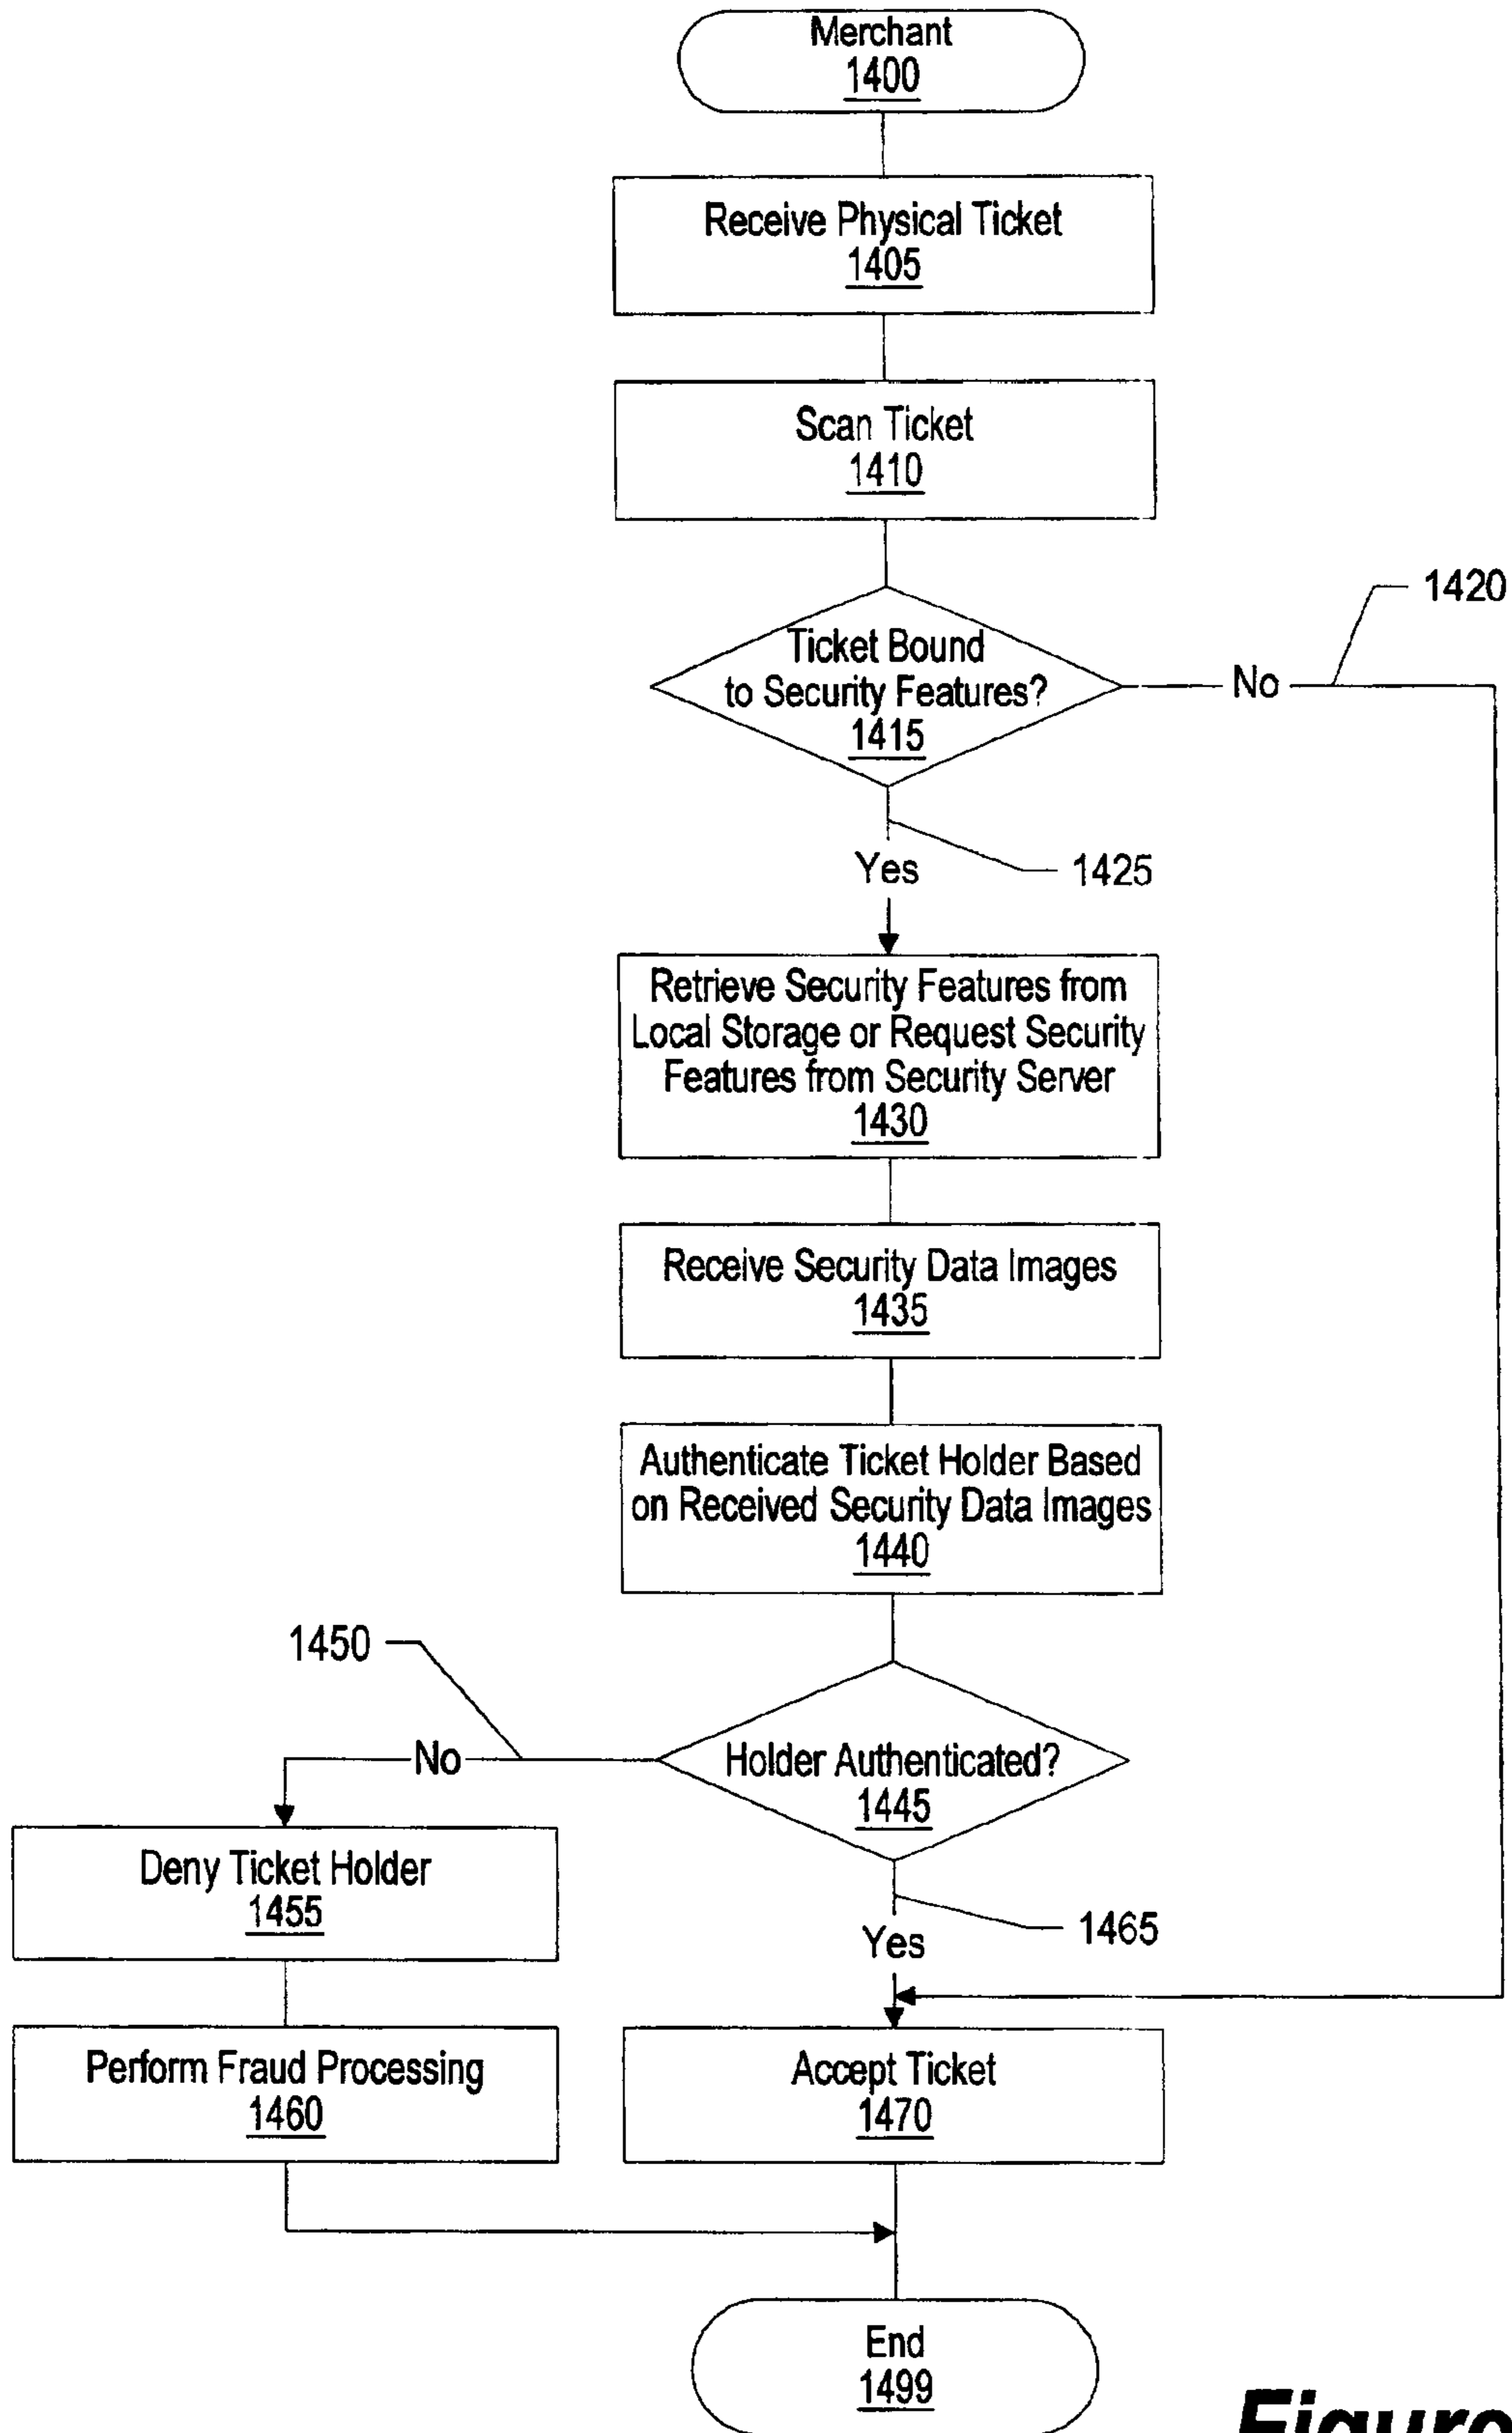 Merchant
1400
Receive Physical Ticket
1405
Scan Ticket
1410
1420
Ticket Bound
to Security Features?
1415
No
1425
Yes
Retrieve Security Features from
Local Storage or Request Security
Features from Security Server
1430
Receive Security Data Images
1435
Authenticate Ticket Holder Based
on Received Security Data Images
1440
1450
No
Holder Authenticated?
1445
Deny Ticket Holder
1455
1465
Yes
Perform Fraud Processing
1460
Accept Ticket
1470
End
1499
Figure